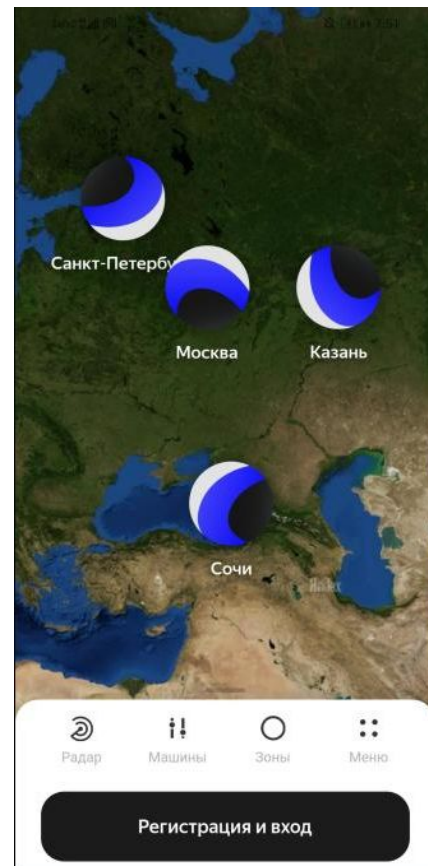 Санкт-Петербу
Москва
Казань
Сочи
Радар
Машины
Зоны
Меню
Регистрация и вход